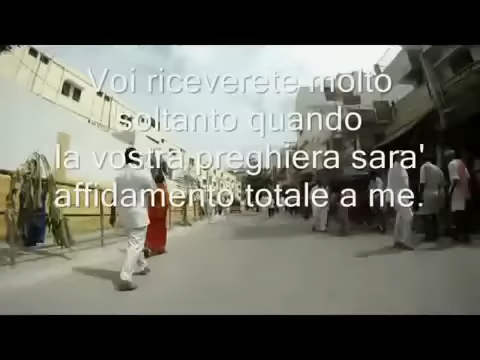 Voi riceverete molto
soltanto quando
la vostra preghiera sara'
affidamento totale a me.